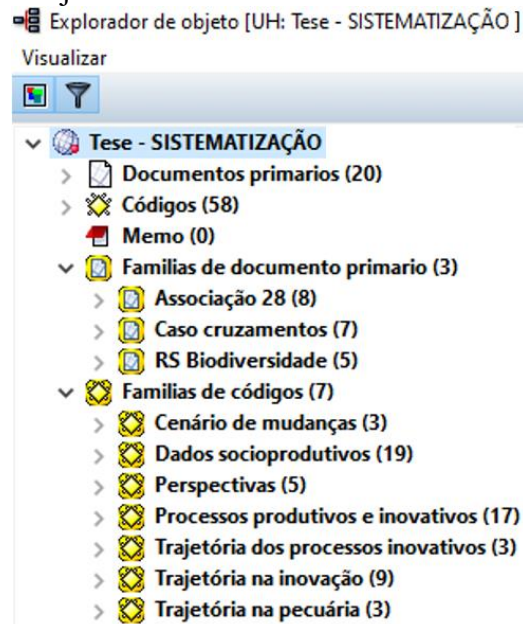 Explorador de objeto [UH: Tese - SISTEMATIZAÇÃO ]
Visualizar
Tese - SISTEMATIZAÇÃO
Documentos primarios (20)
Códigos (58)
Memo (0)
Familias de documento primario (3)
Associação 28 (8)
Caso cruzamentos (7)
RS Biodiversidade (5)
Familias de códigos (7)
Cenário de mudanças (3)
Dados socioprodutivos (19)
Perspectivas (5)
Processos produtivos e inovativos (17)
Trajetória dos processos inovativos (3)
Trajetória na inovação (9)
Trajetória na pecuária (3)